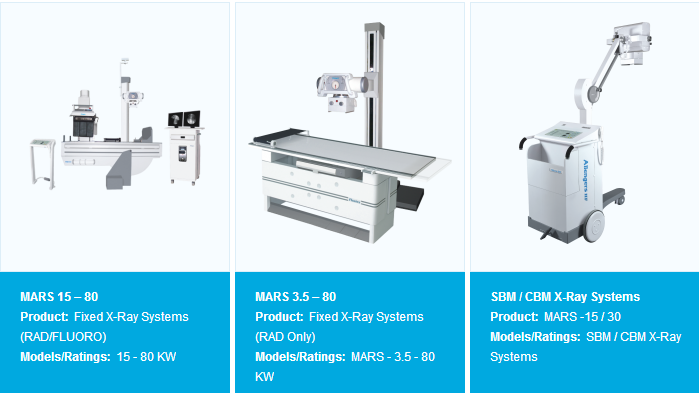 Allengers
MARS 15 – 80
Product: Fixed X-Ray Systems
(RAD/FLUORO)
Models/Ratings: 15 - 80 KW
MARS 3.5 – 80
Product: Fixed X-Ray Systems
(RAD Only)
Models/Ratings: MARS - 3.5 - 80
KW
SBM / CBM X-Ray Systems
Product: MARS -15 / 30
Models/Ratings: SBM / CBM X-Ray
Systems